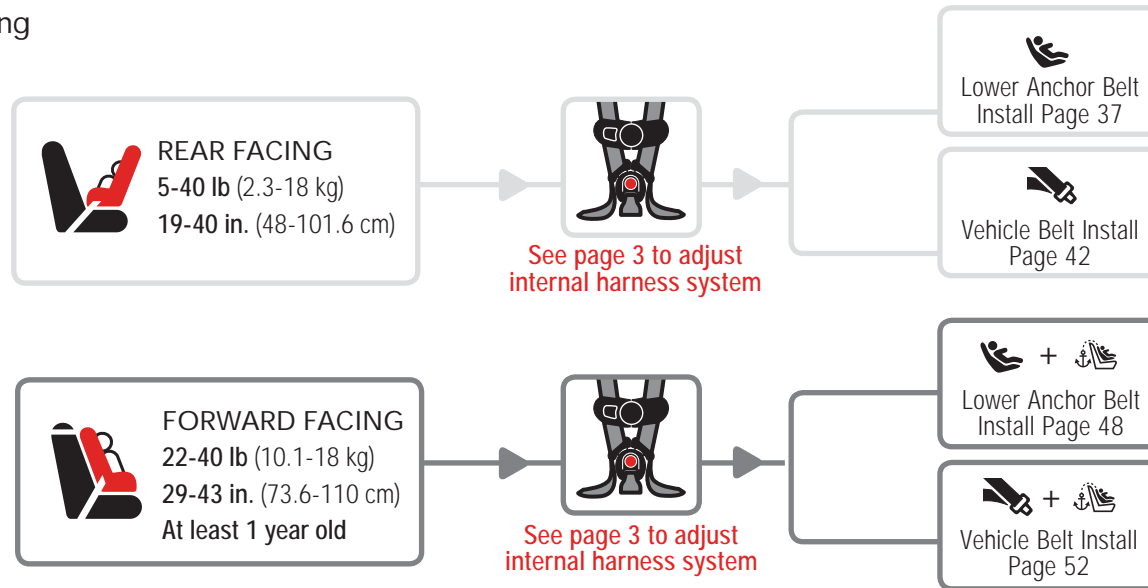 REAR FACING
5-40 lb (2.3-18 kg)
19-40 in. (48-101.6 cm)
See page 3 to adjust
internal harness system
Lower Anchor Belt
Install Page 37
Vehicle Belt Install
Page 42
FORWARD FACING
22-40 lb (10.1-18 kg)
29-43 in. (73.6-110 cm)
At least 1 year old
See page 3 to adjust
internal harness system
+
Lower Anchor Belt
Install Page 48
+
Vehicle Belt Install
Page 52